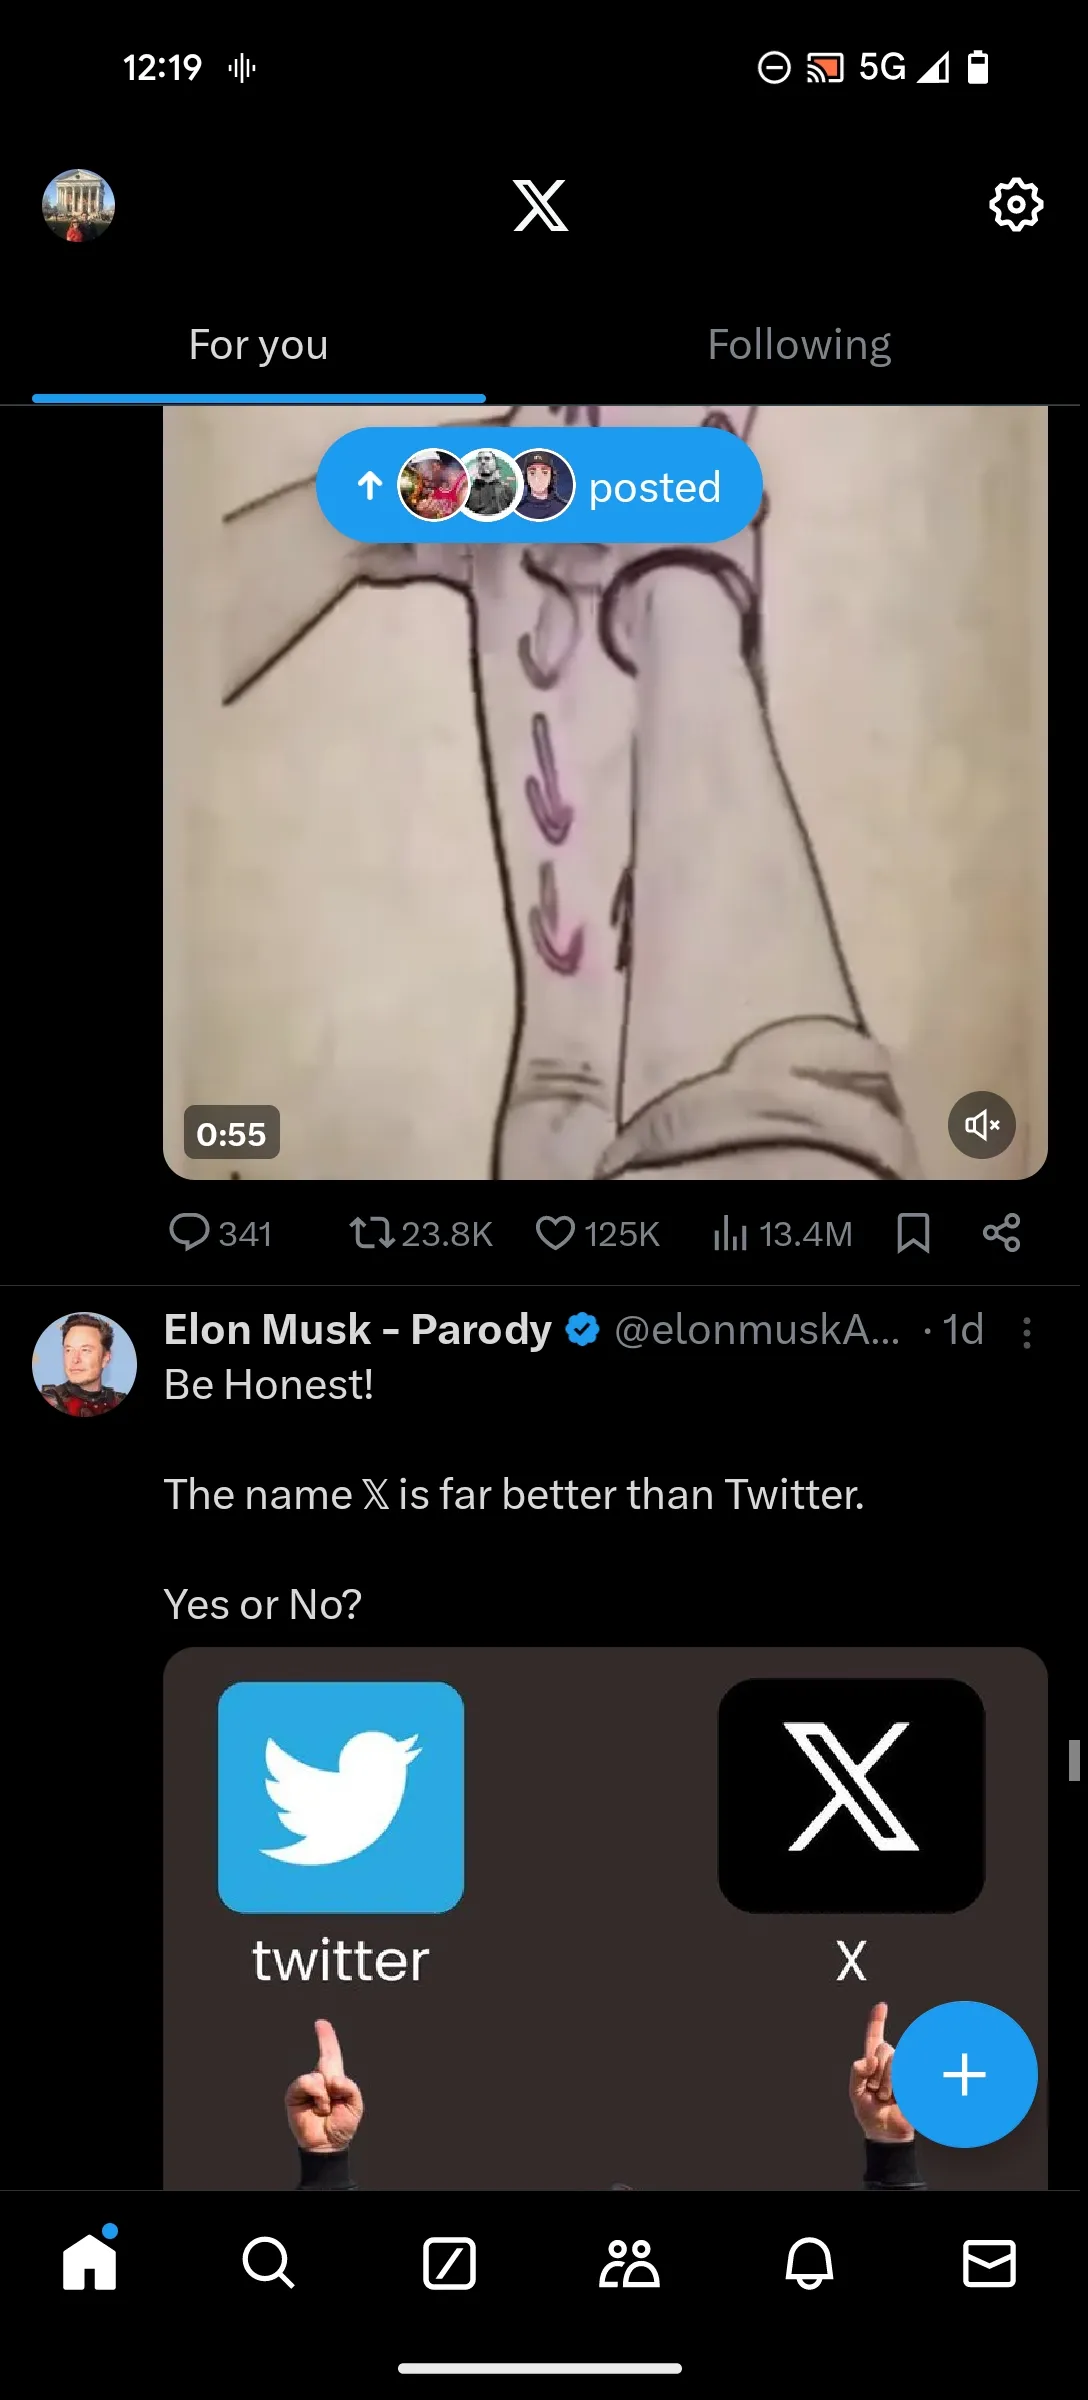 12:19
5G
For you
Following
posted
0:55
341
23.8K
125K
13.4M
Elon Musk - Parody @elonmuskA... · 1d
Be Honest!
The name 𝕏 is far better than Twitter.
Yes or No?
twitter
X